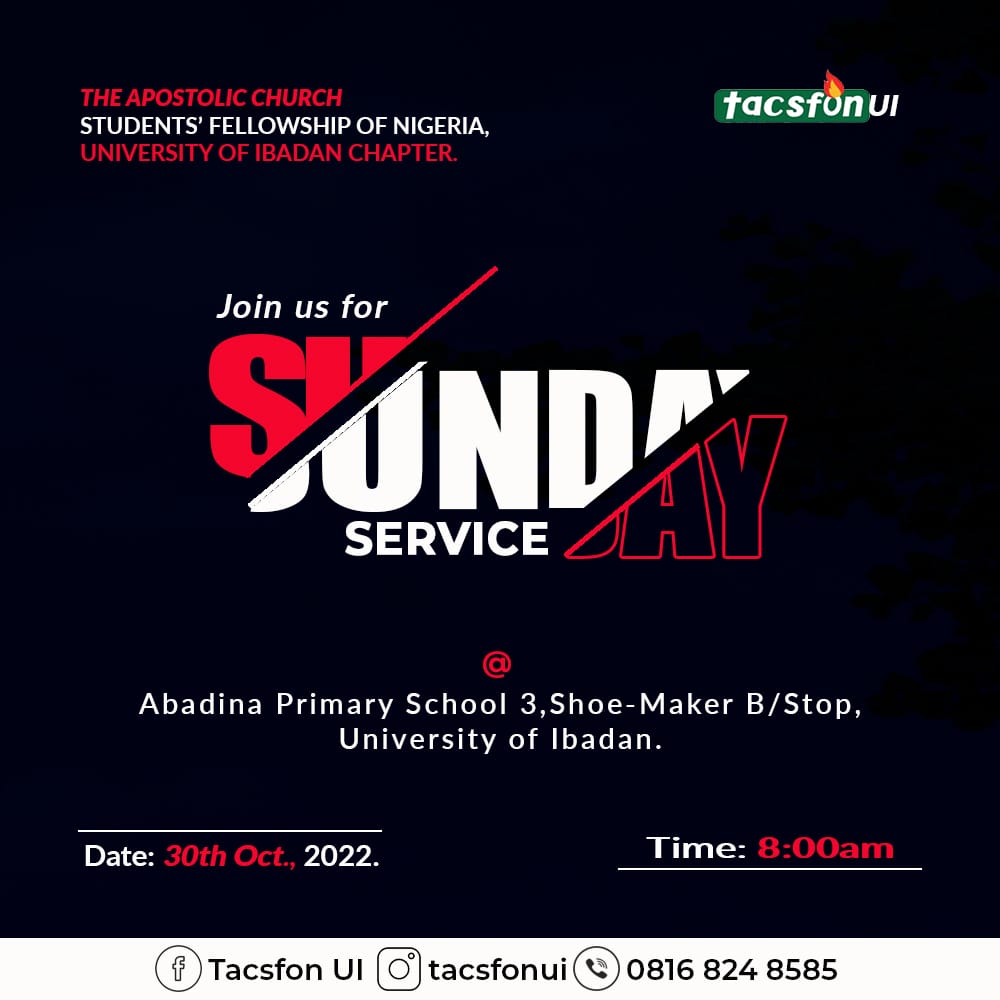 THE APOSTOLIC CHURCH
STUDENTS’ FELLOWSHIP OF NIGERIA,
UNIVERSITY OF IBADAN CHAPTER.
tacsfon UI
Join us for
SUNDAY
SERVICE
@
Abadina Primary School 3,Shoe-Maker B/Stop,
University of Ibadan.
Date: 30th Oct., 2022.
Time: 8:00am
Tacsfon UI tacsfonui 0816 824 8585